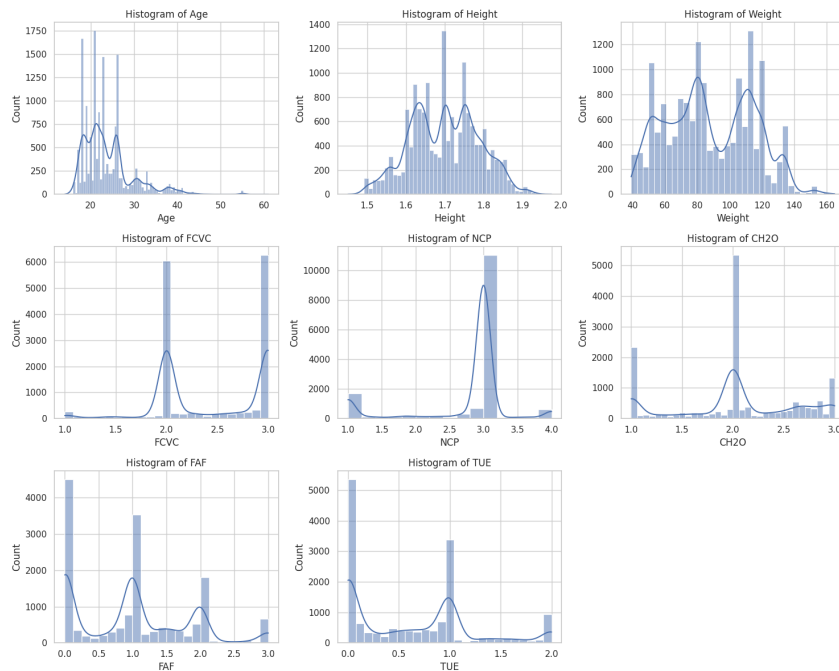 Histogram of Age
Count
1750
1500
1250
1000
750
500
250
0
20 30 40 50 60
Age
Histogram of Height
Count
1400
1200
1000
800
600
400
200
0
1.5 1.6 1.7 1.8 1.9 2.0
Height
Histogram of Weight
Count
1200
1000
800
600
400
200
0
40 60 80 100 120 140 160
Weight
Histogram of FCVC
Count
6000
5000
4000
3000
2000
1000
0
1.0 1.5 2.0 2.5 3.0
FCVC
Histogram of NCP
Count
10000
8000
6000
4000
2000
0
1.0 1.5 2.0 2.5 3.0 3.5 4.0
NCP
Histogram of CH2O
Count
5000
4000
3000
2000
1000
0
1.0 1.5 2.0 2.5 3.0
CH2O
Histogram of FAF
Count
4000
3000
2000
1000
0
0.0 0.5 1.0 1.5 2.0 2.5 3.0
FAF
Histogram of TUE
Count
5000
4000
3000
2000
1000
0
0.0 0.5 1.0 1.5 2.0
TUE